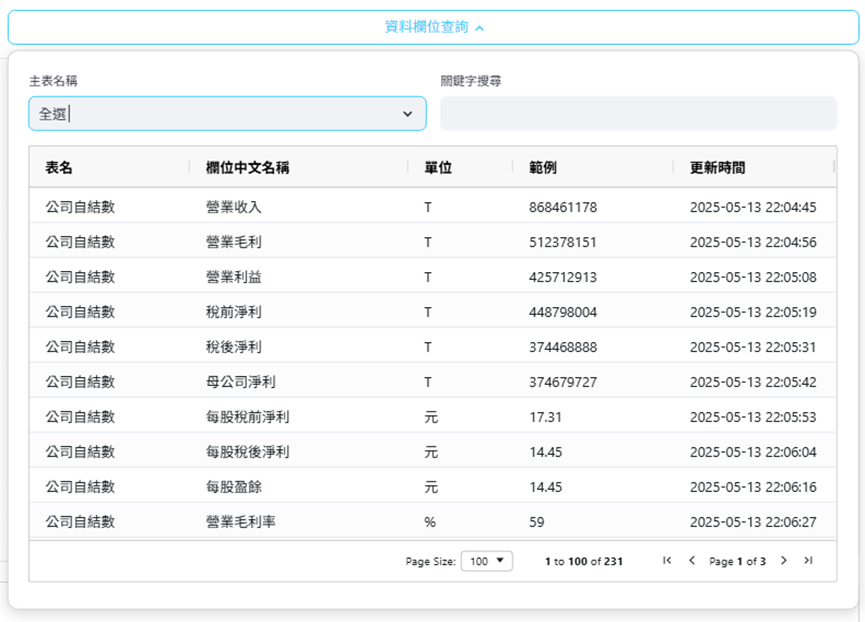 資料欄位查詢
主表名稱 關鍵字搜尋
全選
表名 欄位中文名稱 單位 範例 更新時間
公司自結數 營業收入 T 868461178 2025-05-13 22:04:45
公司自結數 營業毛利 T 512378151 2025-05-13 22:04:56
公司自結數 營業利益 T 425712913 2025-05-13 22:05:08
公司自結數 稅前淨利 T 448798004 2025-05-13 22:05:19
公司自結數 稅後淨利 T 374468888 2025-05-13 22:05:31
公司自結數 母公司淨利 T 374679727 2025-05-13 22:05:42
公司自結數 每股稅前淨利 元 17.31 2025-05-13 22:05:53
公司自結數 每股稅後淨利 元 14.45 2025-05-13 22:06:04
公司自結數 每股盈餘 元 14.45 2025-05-13 22:06:16
公司自結數 營業毛利率 % 59 2025-05-13 22:06:27
Page Size: 100 1 to 100 of 231 Page 1 of 3